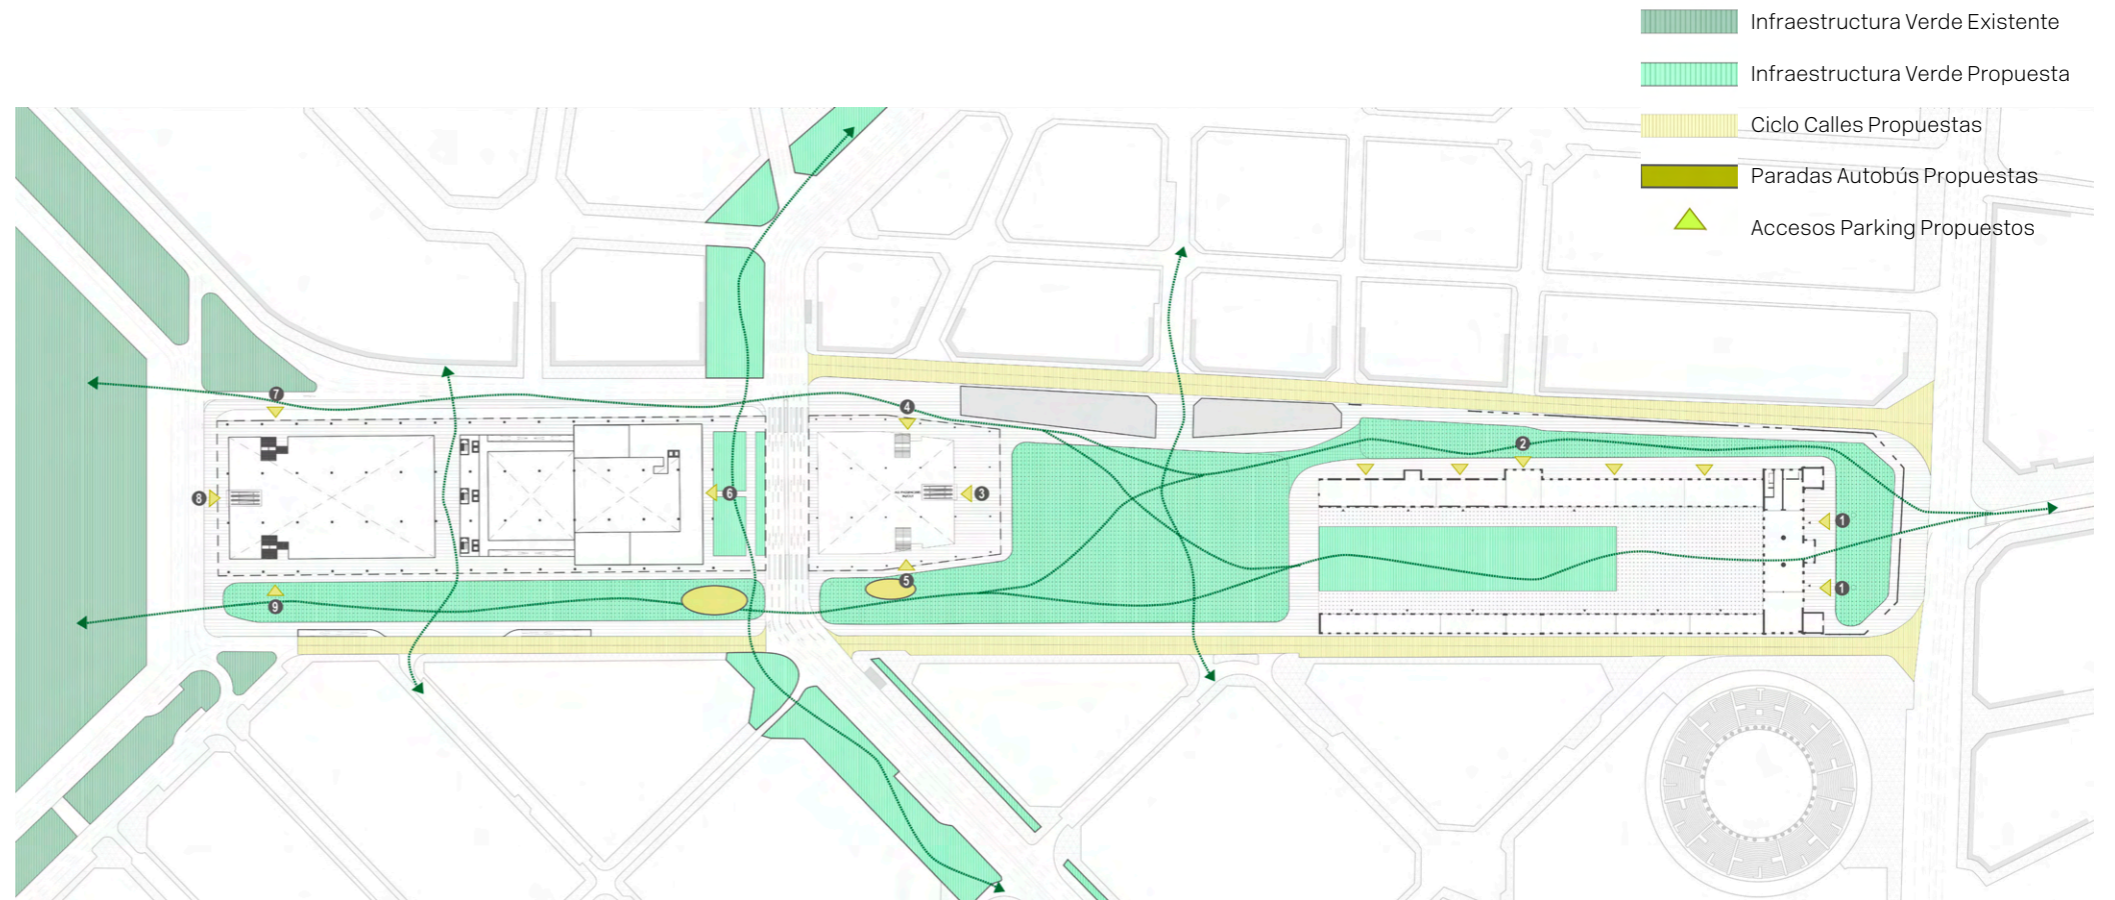 Infraestructura Verde Existente
Infraestructura Verde Propuesta
Ciclo Calles Propuestas
Paradas Autobús Propuestas
Accesos Parking Propuestos
7
4
2
8
6
3
1
5
1
9